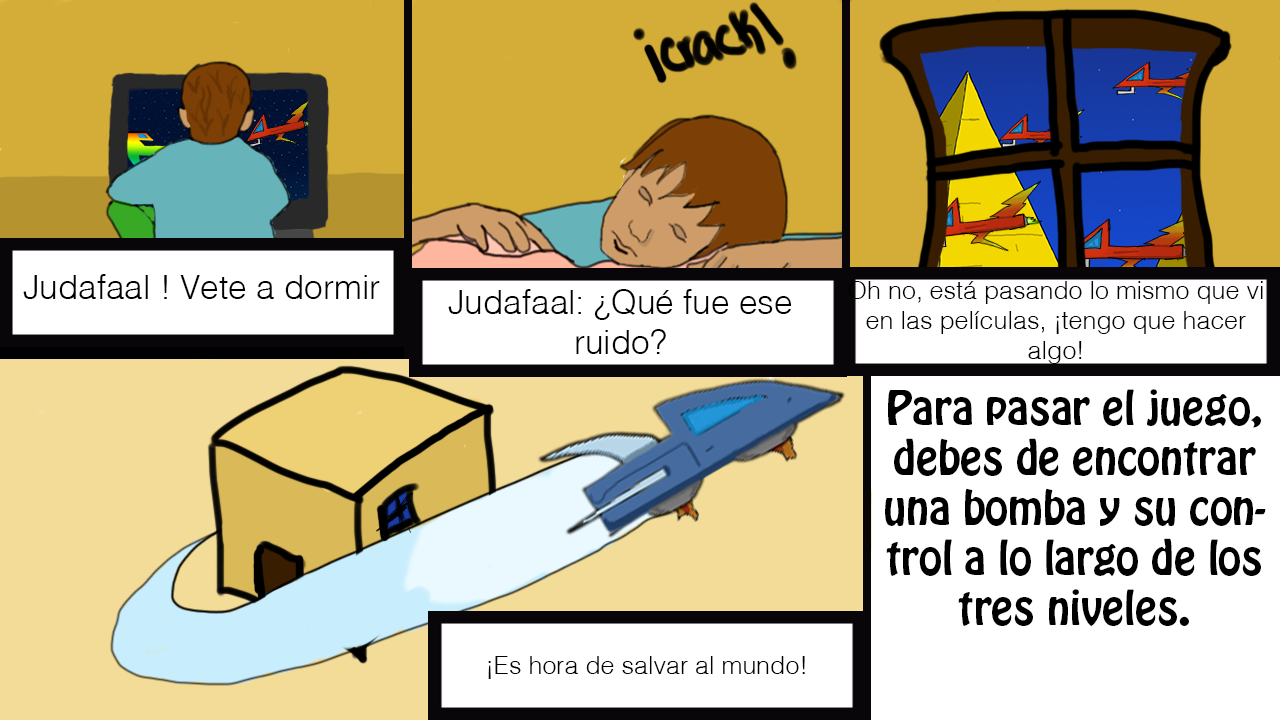 Judafaal ! Vete a dormir
¡crack!
Judafaal: ¿Qué fue ese
ruido?
Oh no, está pasando lo mismo que vi
en las películas, ¡tengo que hacer
algo!
¡Es hora de salvar al mundo!
Para pasar el juego,
debes de encontrar
una bomba y su con-
trol a lo largo de los
tres niveles.